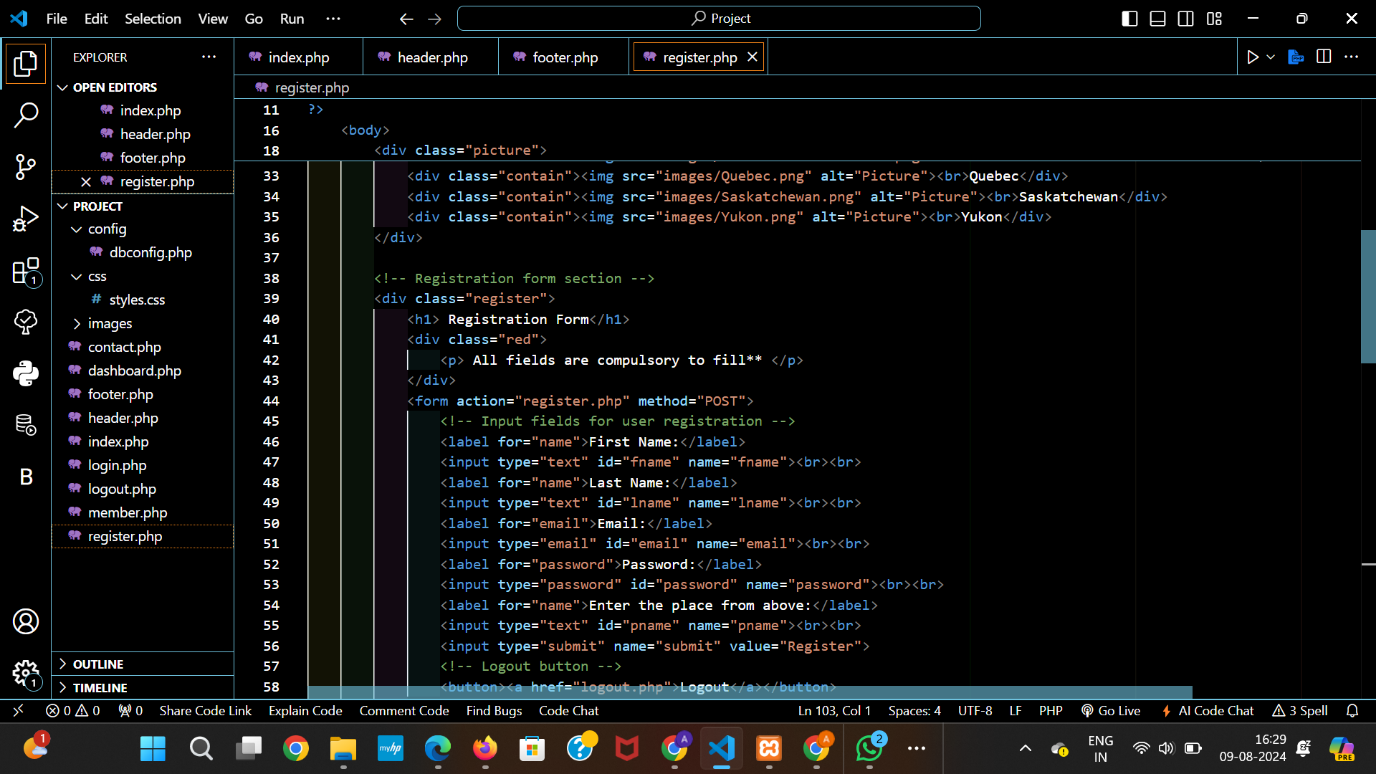 File Edit Selection View Go Run ··· Project
EXPLORER ··· index.php header.php footer.php register.php
OPEN EDITORS
index.php
header.php
footer.php
register.php
PROJECT
config
dbconfig.php
css
styles.css
images
contact.php
dashboard.php
footer.php
header.php
index.php
login.php
logout.php
member.php
register.php
OUTLINE
TIMELINE
1
B
1
register.php
11 ?>
16 <body>
18 <div class="picture">
33 <div class="contain"><img src="images/Quebec.png" alt="Picture"><br>Quebec</div>
34 <div class="contain"><img src="images/Saskatchewan.png" alt="Picture"><br>Saskatchewan</div>
35 <div class="contain"><img src="images/Yukon.png" alt="Picture"><br>Yukon</div>
36 </div>
37
38 <!-- Registration form section -->
39 <div class="register">
40 <h1> Registration Form</h1>
41 <div class="red">
42 <p> All fields are compulsory to fill** </p>
43 </div>
44 <form action="register.php" method="POST">
45 <!-- Input fields for user registration -->
46 <label for="name">First Name:</label>
47 <input type="text" id="fname" name="fname"><br><br>
48 <label for="name">Last Name:</label>
49 <input type="text" id="lname" name="lname"><br><br>
50 <label for="email">Email:</label>
51 <input type="email" id="email" name="email"><br><br>
52 <label for="password">Password:</label>
53 <input type="password" id="password" name="password"><br><br>
54 <label for="name">Enter the place from above:</label>
55 <input type="text" id="pname" name="pname"><br><br>
56 <input type="submit" name="submit" value="Register">
57 <!-- Logout button -->
58 <button><a href="logout.php">Logout</a></button>
0 0 0 Share Code Link Explain Code Comment Code Find Bugs Code Chat Ln 103, Col 1 Spaces: 4 UTF-8 LF PHP Go Live AI Code Chat 3 Spell
1 myhp A A 2 ··· ENG 16:29
IN 09-08-2024 PRE